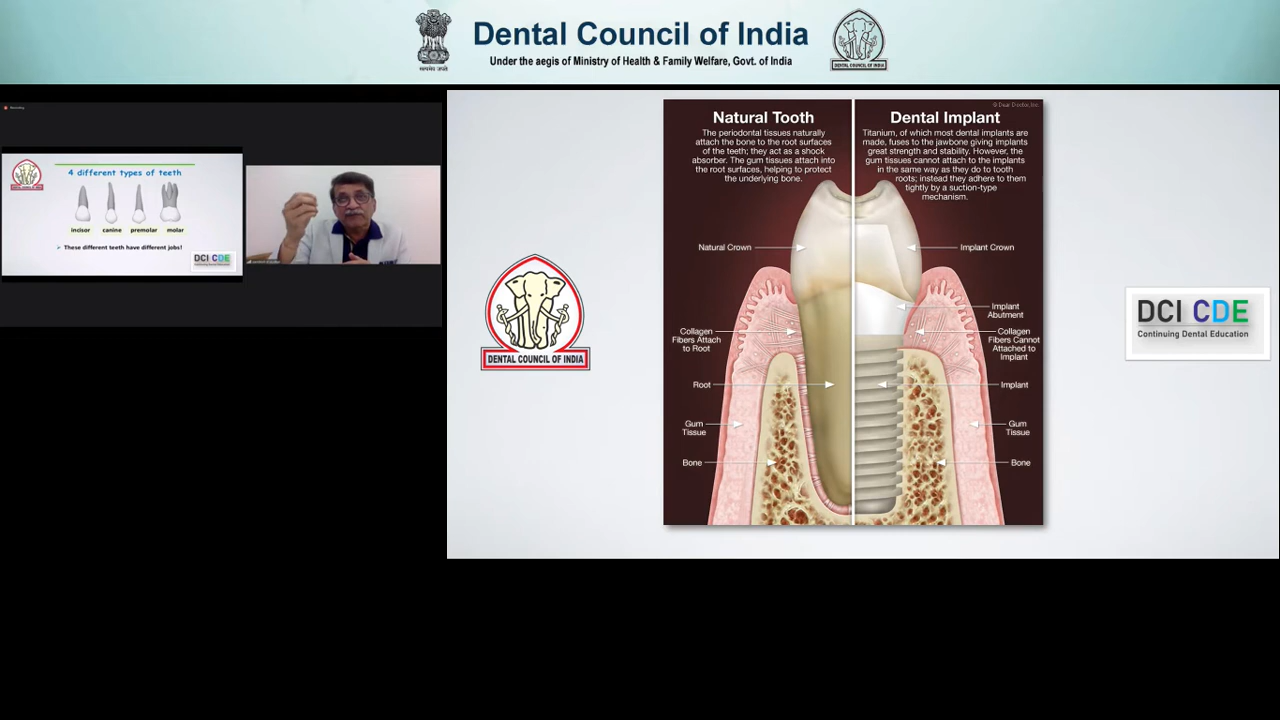 Dental Council of India
Under the aegis of Ministry of Health & Family Welfare, Govt. of India
सत्यमेव जयते
DENTAL COUNCIL OF INDIA
4 different types of teeth
incisor canine premolar molar
➢ These different teeth have different jobs!
DCI CDE
DENTAL COUNCIL OF INDIA
Natural Tooth
The periodontal tissues naturally
attach the bone to the root surfaces
of the teeth; they act as a shock
absorber. The gum tissues attach into
the root surfaces, helping to protect
the underlying bone.
Dental Implant
Titanium, of which most dental implants are
made, fuses to the jawbone giving implants
great strength and stability. However, the
gum tissues cannot attach to the implants
in the same way as they do to tooth
roots; instead they adhere to them
tightly by a suction-type
mechanism.
Natural Crown
Collagen
Fibers Attach
to Root
Root
Gum
Tissue
Bone
Implant Crown
Implant
Abutment
Collagen
Fibers Cannot
Attached to
Implant
Implant
Gum
Tissue
Bone
DCI CDE
Continuing Dental Education